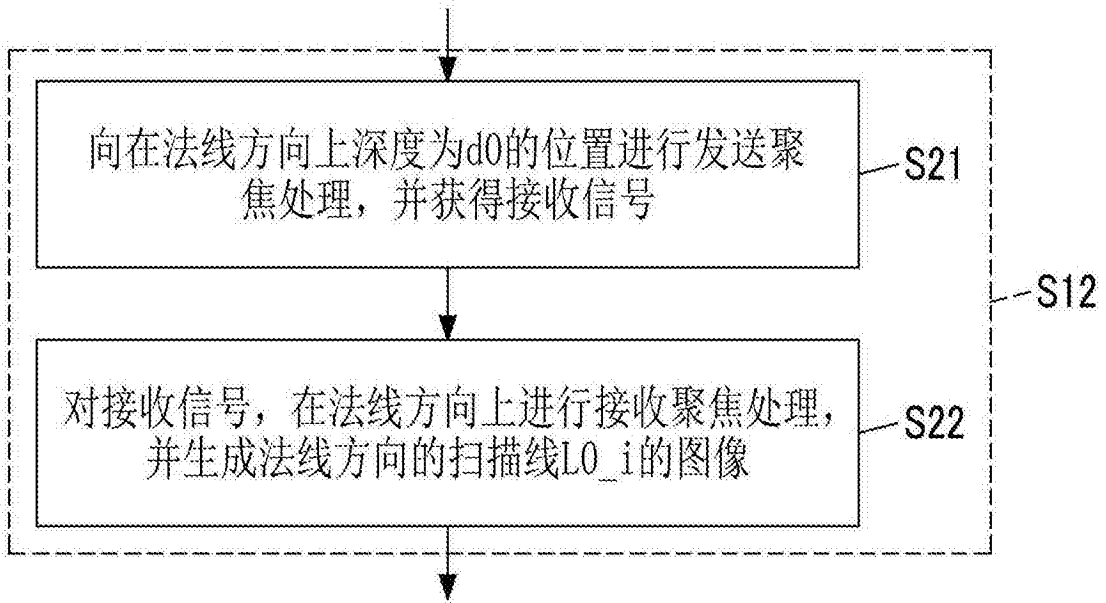 向在法线方向上深度为d0的位置进行发送聚
焦处理，并获得接收信号
S21
S12
对接收信号，在法线方向上进行接收聚焦处理，
并生成法线方向的扫描线L0_i的图像
S22